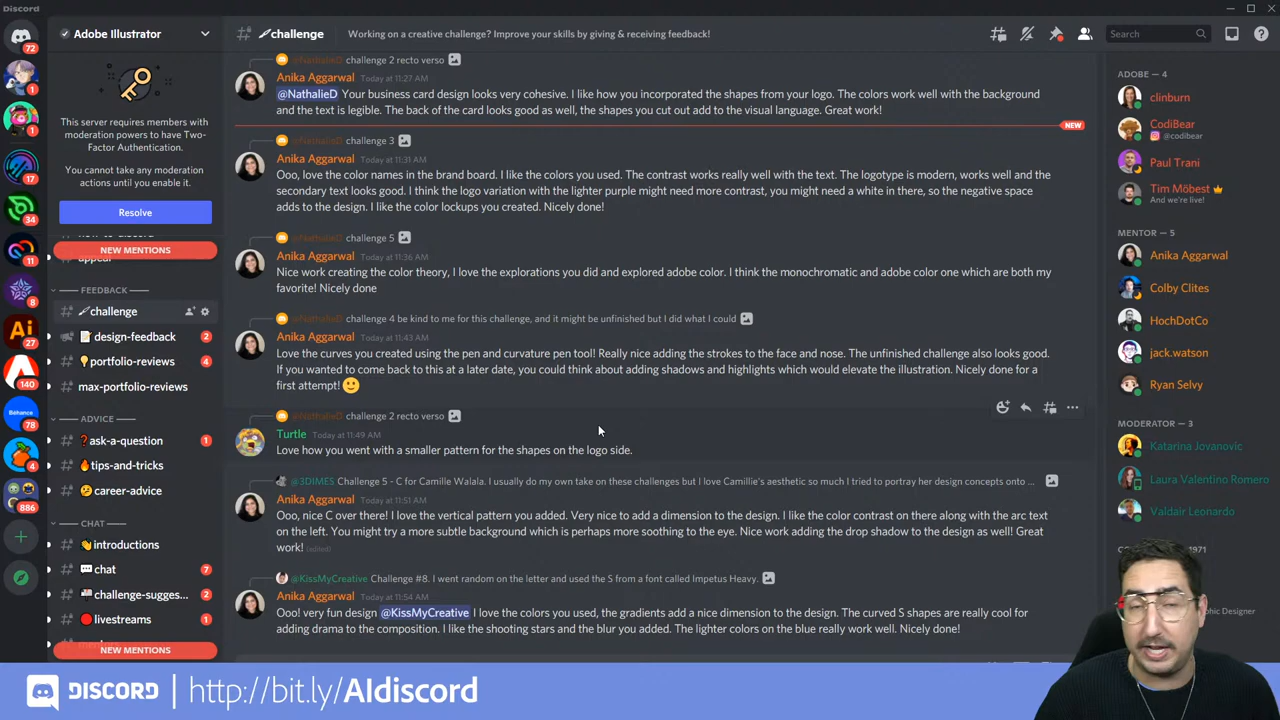 Discord
Adobe Illustrator
challenge
Working on a creative challenge? Improve your skills by giving & receiving feedback!
Search
72
1
17
34
11
8
Ai
27
140
Bēhance
78
4
886
This server requires members with
moderation powers to have Two-
Factor Authentication.
You cannot take any moderation
actions until you enable it.
Resolve
NEW MENTIONS
appeal
FEEDBACK
challenge
design-feedback 2
portfolio-reviews 4
max-portfolio-reviews
ADVICE
ask-a-question 1
tips-and-tricks
career-advice
CHAT
introductions
chat 7
challenge-sugges... 2
livestreams
NEW MENTIONS
@NathalieD challenge 2 recto verso
Anika Aggarwal Today at 11:27 AM
@NathalieD Your business card design looks very cohesive. I like how you incorporated the shapes from your logo. The colors work well with the background
and the text is legible. The back of the card looks good as well, the shapes you cut out add to the visual language. Great work!
NEW
@NathalieD challenge 3
Anika Aggarwal Today at 11:31 AM
Ooo, love the color names in the brand board. I like the colors you used. The contrast works really well with the text. The logotype is modern, works well and the
secondary text looks good. I think the logo variation with the lighter purple might need more contrast, you might need a white in there, so the negative space
adds to the design. I like the color lockups you created. Nicely done!
@NathalieD challenge 5
Anika Aggarwal Today at 11:36 AM
Nice work creating the color theory, I love the explorations you did and explored adobe color. I think the monochromatic and adobe color one which are both my
favorite! Nicely done
@NathalieD challenge 4 be kind to me for this challenge, and it might be unfinished but I did what I could
Anika Aggarwal Today at 11:43 AM
Love the curves you created using the pen and curvature pen tool! Really nice adding the strokes to the face and nose. The unfinished challenge also looks good.
If you wanted to come back to this at a later date, you could think about adding shadows and highlights which would elevate the illustration. Nicely done for a
first attempt! 🙂
@NathalieD challenge 2 recto verso
Turtle Today at 11:49 AM
Love how you went with a smaller pattern for the shapes on the logo side.
@3DIMES Challenge 5 - C for Camille Walala. I usually do my own take on these challenges but I love Camillie's aesthetic so much I tried to portray her design concepts onto ...
Anika Aggarwal Today at 11:51 AM
Ooo, nice C over there! I love the vertical pattern you added. Very nice to add a dimension to the design. I like the color contrast on there along with the arc text
on the left. You might try a more subtle background which is perhaps more soothing to the eye. Nice work adding the drop shadow to the design as well! Great
work! (edited)
@KissMyCreative Challenge #8. I went random on the letter and used the S from a font called Impetus Heavy.
Anika Aggarwal Today at 11:54 AM
Ooo! very fun design @KissMyCreative I love the colors you used, the gradients add a nice dimension to the design. The curved S shapes are really cool for
adding drama to the composition. I like the shooting stars and the blur you added. The lighter colors on the blue really work well. Nicely done!
ADOBE — 4
clinburn
CodiBear
@codibear
Paul Trani
Tim Möbest
And we're live!
MENTOR — 5
Anika Aggarwal
Colby Clites
HochDotCo
jack.watson
Ryan Selvy
MODERATOR — 3
Katarina Jovanovic
Laura Valentino Romero
Valdair Leonardo
1971
phic Designer
DISCORD http://bit.ly/AIdiscord